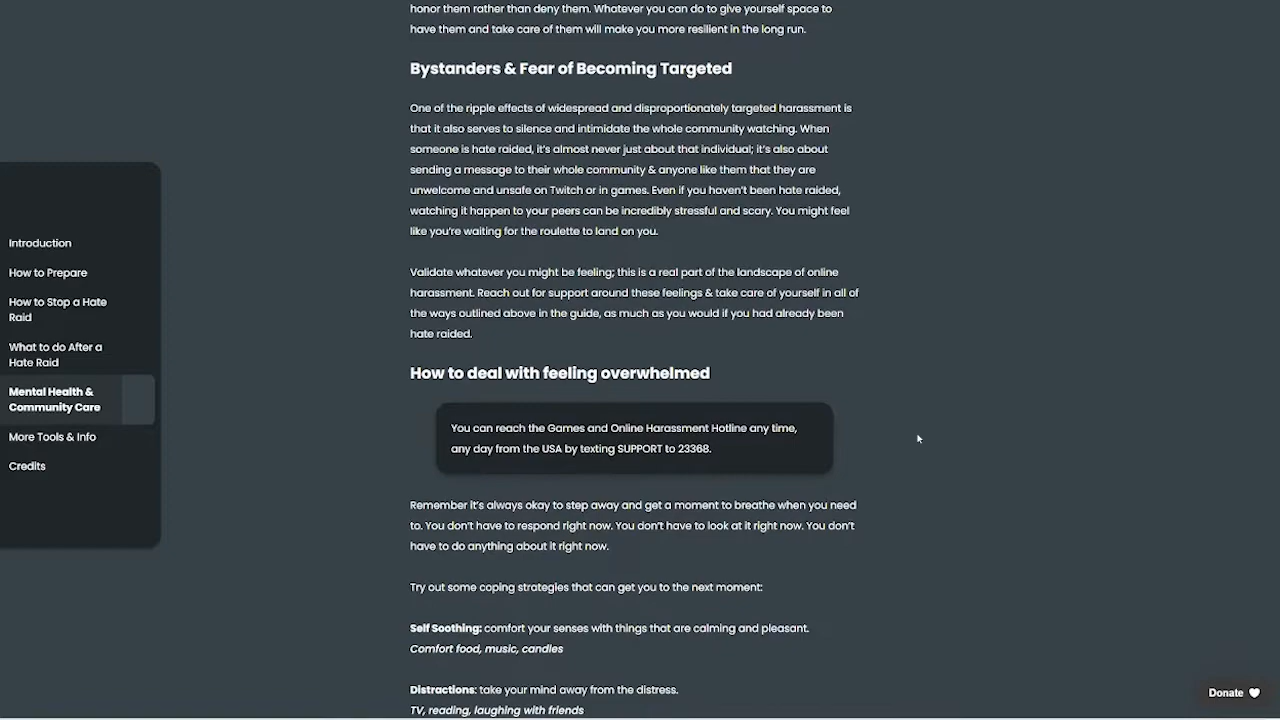 honor them rather than deny them. Whatever you can do to give yourself space to
have them and take care of them will make you more resilient in the long run.
Bystanders & Fear of Becoming Targeted
One of the ripple effects of widespread and disproportionately targeted harassment is
that it also serves to silence and intimidate the whole community watching. When
someone is hate raided, it's almost never just about that individual; it's also about
sending a message to their whole community & anyone like them that they are
unwelcome and unsafe on Twitch or in games. Even if you haven't been hate raided,
watching it happen to your peers can be incredibly stressful and scary. You might feel
like you're waiting for the roulette to land on you.
Validate whatever you might be feeling; this is a real part of the landscape of online
harassment. Reach out for support around these feelings & take care of yourself in all of
the ways outlined above in the guide, as much as you would if you had already been
hate raided.
How to deal with feeling overwhelmed
You can reach the Games and Online Harassment Hotline any time,
any day from the USA by texting SUPPORT to 23368.
Remember it's always okay to step away and get a moment to breathe when you need
to. You don't have to respond right now. You don't have to look at it right now. You don't
have to do anything about it right now.
Try out some coping strategies that can get you to the next moment:
Self Soothing: comfort your senses with things that are calming and pleasant.
Comfort food, music, candles
Distractions: take your mind away from the distress.
TV, reading, laughing with friends
Introduction
How to Prepare
How to Stop a Hate
Raid
What to do After a
Hate Raid
Mental Health &
Community Care
More Tools & Info
Credits
Donate